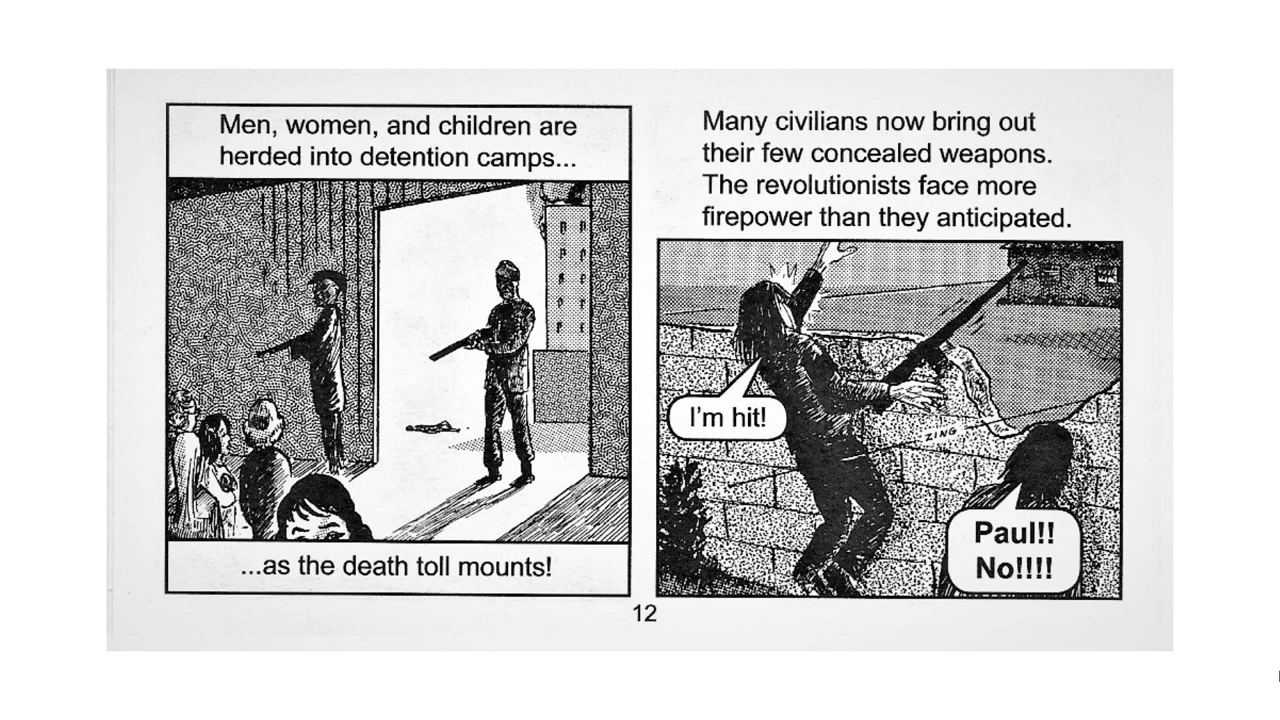 Men, women, and children are
herded into detention camps...
...as the death toll mounts!
Many civilians now bring out
their few concealed weapons.
The revolutionists face more
firepower than they anticipated.
I'm hit!
ZING
Paul!!
No!!!!
12